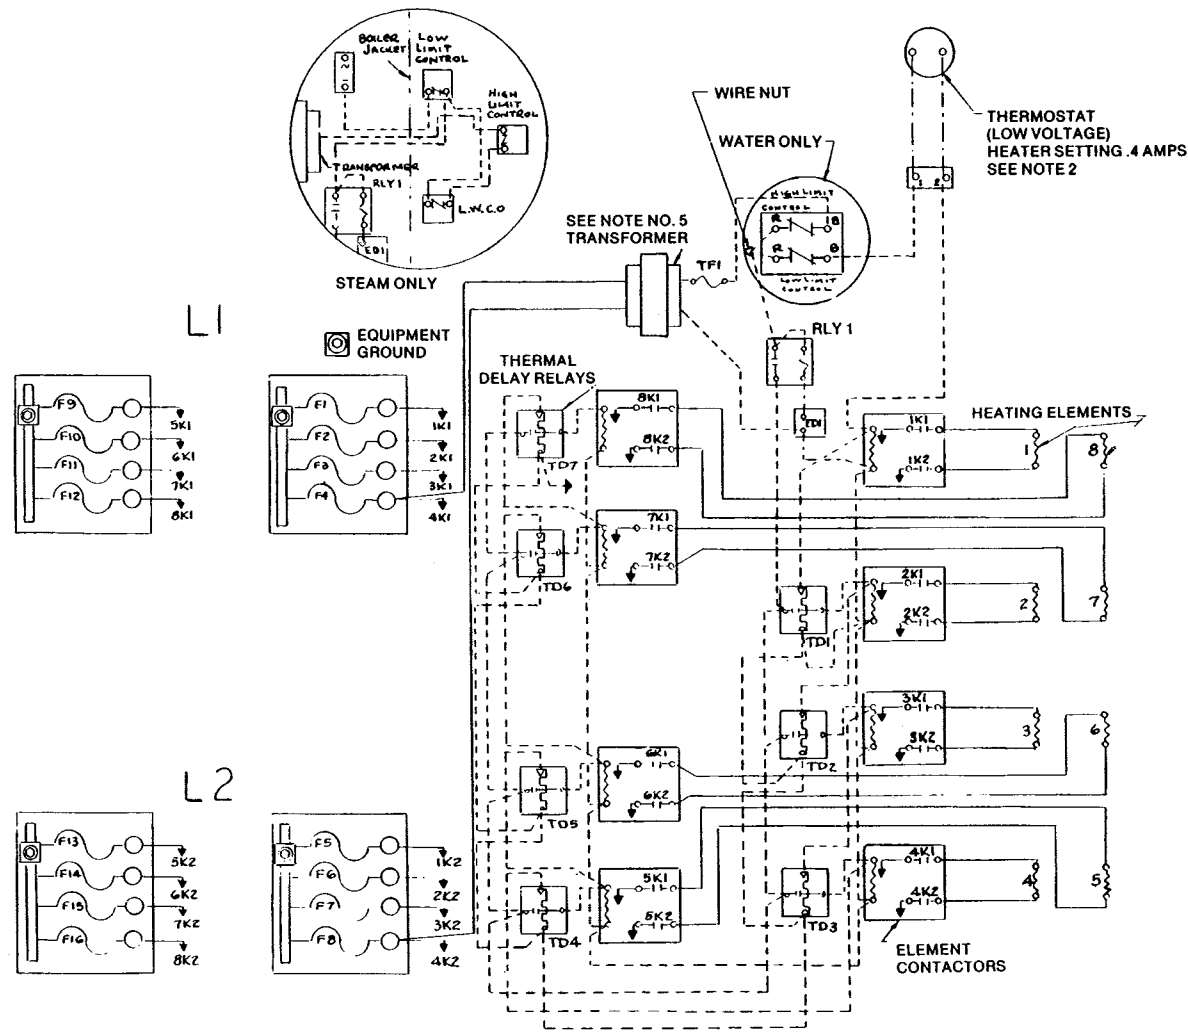 BOILER
JACKET
LOW
LIMIT
CONTROL
HIGH
LIMIT
CONTROL
TRANSFORMER
RLY 1
L.W.C.O
ED1
STEAM ONLY
WIRE NUT
WATER ONLY
HIGH LIMIT
CONTROL
R B
R B
LOW LIMIT
CONTROL
THERMOSTAT
(LOW VOLTAGE)
HEATER SETTING .4 AMPS
SEE NOTE 2
1 2
SEE NOTE NO. 5
TRANSFORMER
TF1
RLY 1
ED1
L1
EQUIPMENT
GROUND
THERMAL
DELAY RELAYS
F9
5K1
F10
6K1
F11
7K1
F12
8K1
F1
1K1
F2
2K1
F3
3K1
F4
4K1
TD7
8K1
8K2
1K1
1K2
HEATING ELEMENTS
1
8
TD6
7K1
7K2
TD1
2K1
2K2
2
7
TD2
3K1
3K2
3
6
L2
TD5
6K1
6K2
F13
5K2
F14
6K2
F15
7K2
F16
8K2
F5
1K2
F6
2K2
F7
3K2
F8
4K2
TD4
5K1
5K2
TD3
4K1
4K2
4
5
ELEMENT
CONTACTORS